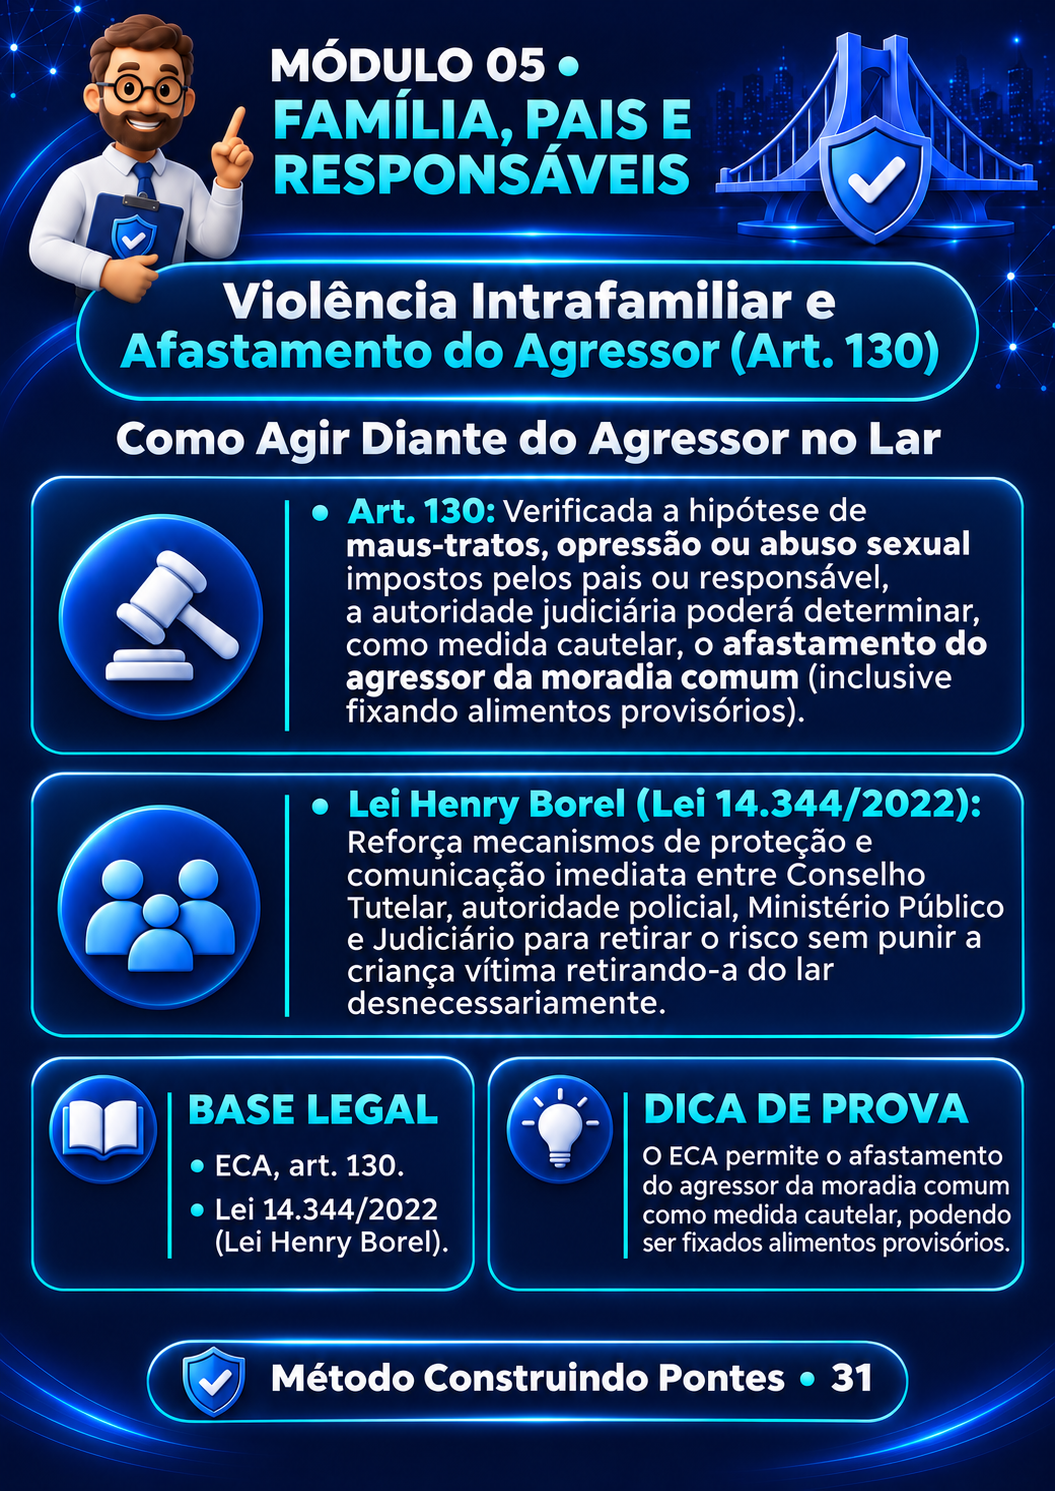 MÓDULO 05 •
FAMÍLIA, PAIS E
RESPONSÁVEIS
Violência Intrafamiliar e
Afastamento do Agressor (Art. 130)
Como Agir Diante do Agressor no Lar
• Art. 130: Verificada a hipótese de
maus-tratos, opressão ou abuso sexual
impostos pelos pais ou responsável,
a autoridade judiciária poderá determinar,
como medida cautelar, o afastamento do
agressor da moradia comum (inclusive
fixando alimentos provisórios).
• Lei Henry Borel (Lei 14.344/2022):
Reforça mecanismos de proteção e
comunicação imediata entre Conselho
Tutelar, autoridade policial, Ministério Público
e Judiciário para retirar o risco sem punir a
criança vítima retirando-a do lar
desnecessariamente.
BASE LEGAL
• ECA, art. 130.
• Lei 14.344/2022
(Lei Henry Borel).
DICA DE PROVA
O ECA permite o afastamento
do agressor da moradia comum
como medida cautelar, podendo
ser fixados alimentos provisórios.
Método Construindo Pontes • 31